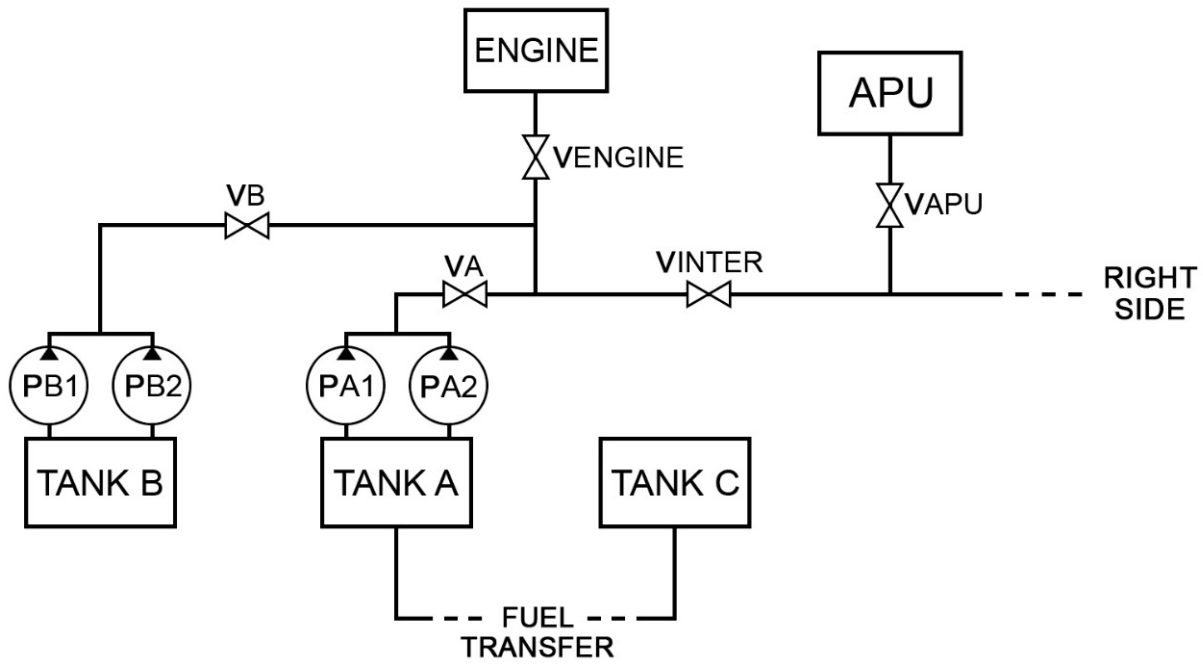 ENGINE
APU
VENGINE
VB
VAPU
VA
VINTER
RIGHT
SIDE
PB1
PB2
PA1
PA2
TANK B
TANK A
TANK C
FUEL
TRANSFER